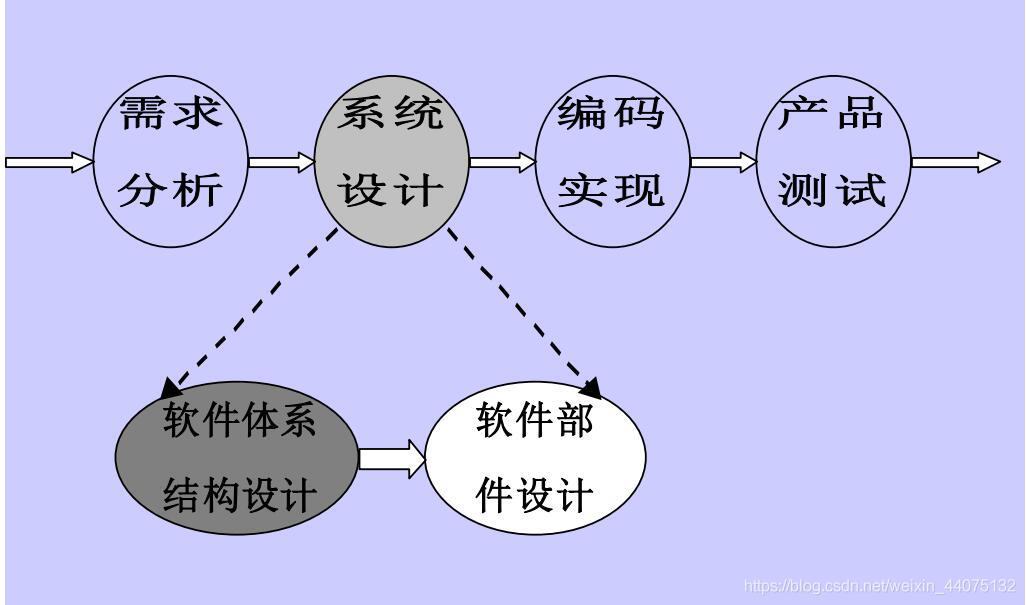 需求
分析
系统
设计
编码
实现
产品
测试
软件体系
结构设计
软件部
件设计
https://blog.csdn.net/weixin_44075132